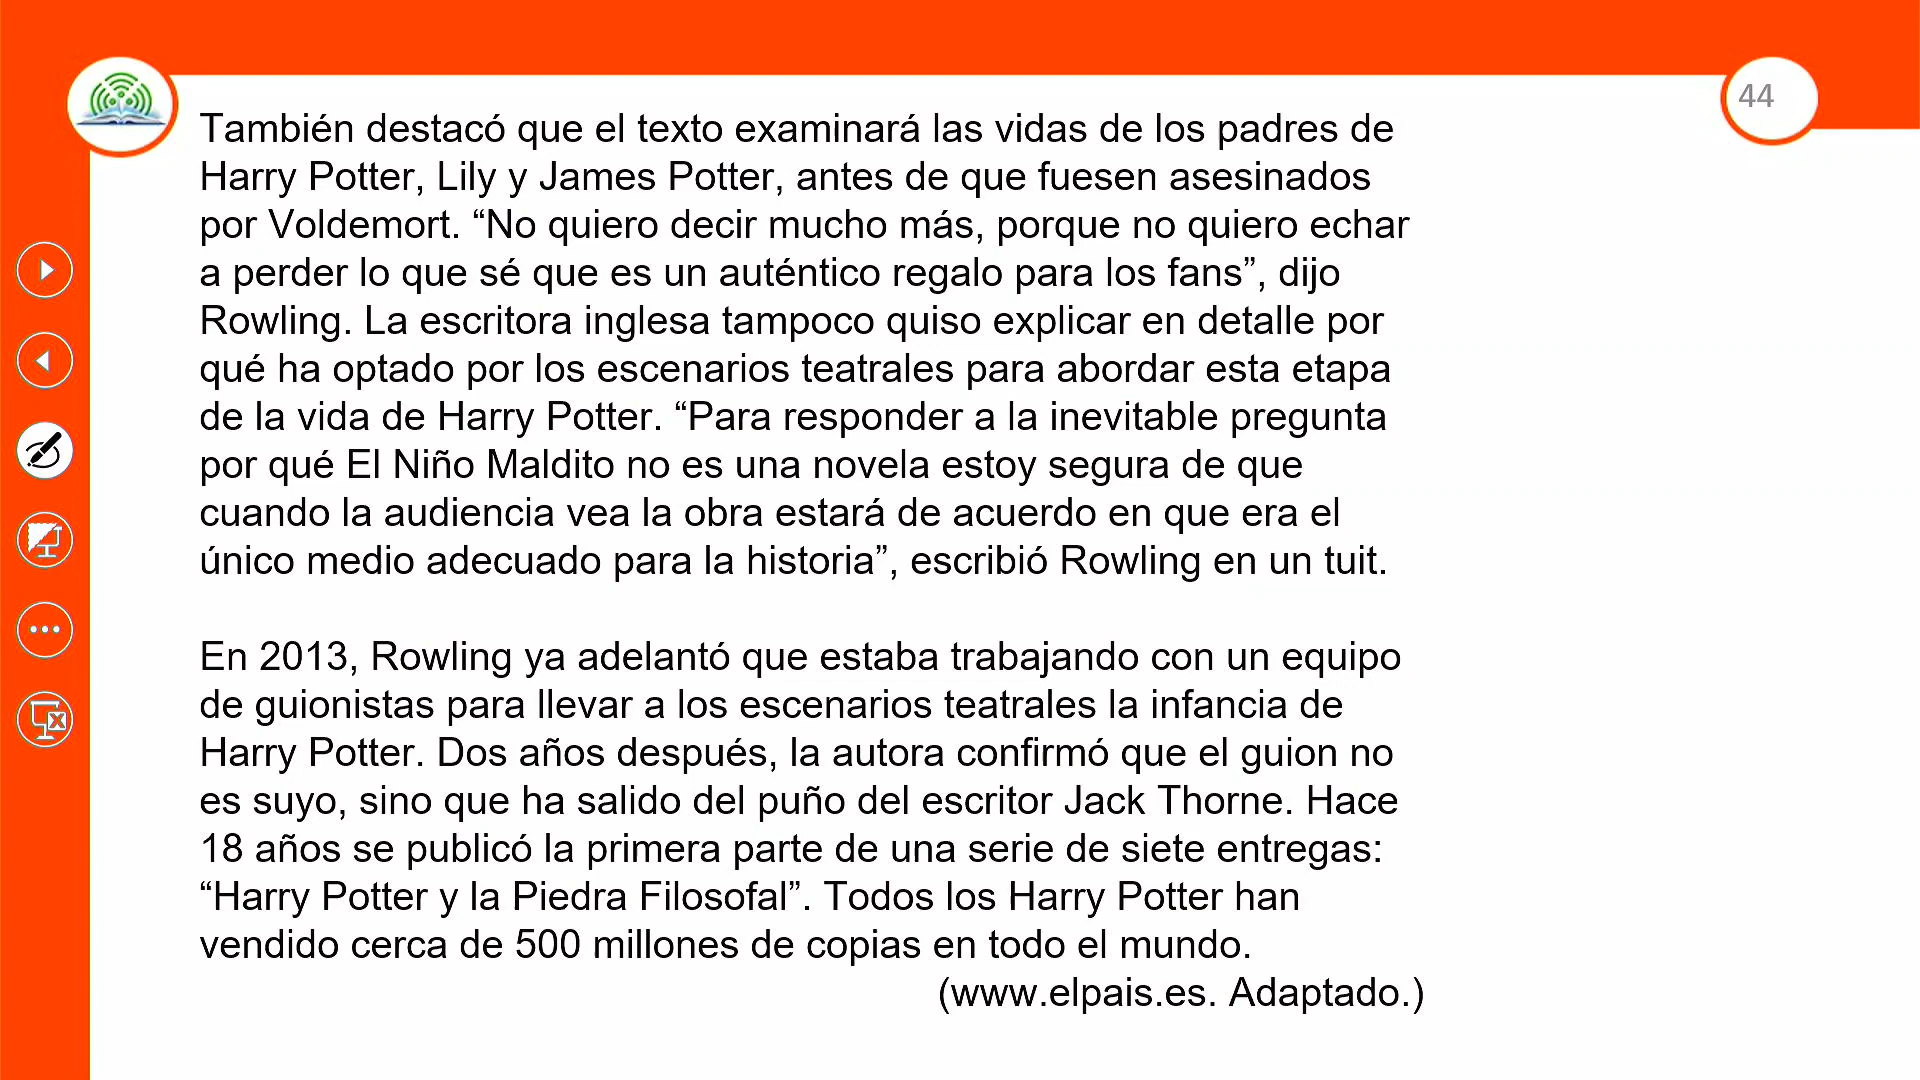 44
También destacó que el texto examinará las vidas de los padres de
Harry Potter, Lily y James Potter, antes de que fuesen asesinados
por Voldemort. “No quiero decir mucho más, porque no quiero echar
a perder lo que sé que es un auténtico regalo para los fans”, dijo
Rowling. La escritora inglesa tampoco quiso explicar en detalle por
qué ha optado por los escenarios teatrales para abordar esta etapa
de la vida de Harry Potter. “Para responder a la inevitable pregunta
por qué El Niño Maldito no es una novela estoy segura de que
cuando la audiencia vea la obra estará de acuerdo en que era el
único medio adecuado para la historia”, escribió Rowling en un tuit.
En 2013, Rowling ya adelantó que estaba trabajando con un equipo
de guionistas para llevar a los escenarios teatrales la infancia de
Harry Potter. Dos años después, la autora confirmó que el guion no
es suyo, sino que ha salido del puño del escritor Jack Thorne. Hace
18 años se publicó la primera parte de una serie de siete entregas:
“Harry Potter y la Piedra Filosofal”. Todos los Harry Potter han
vendido cerca de 500 millones de copias en todo el mundo.
(www.elpais.es. Adaptado.)